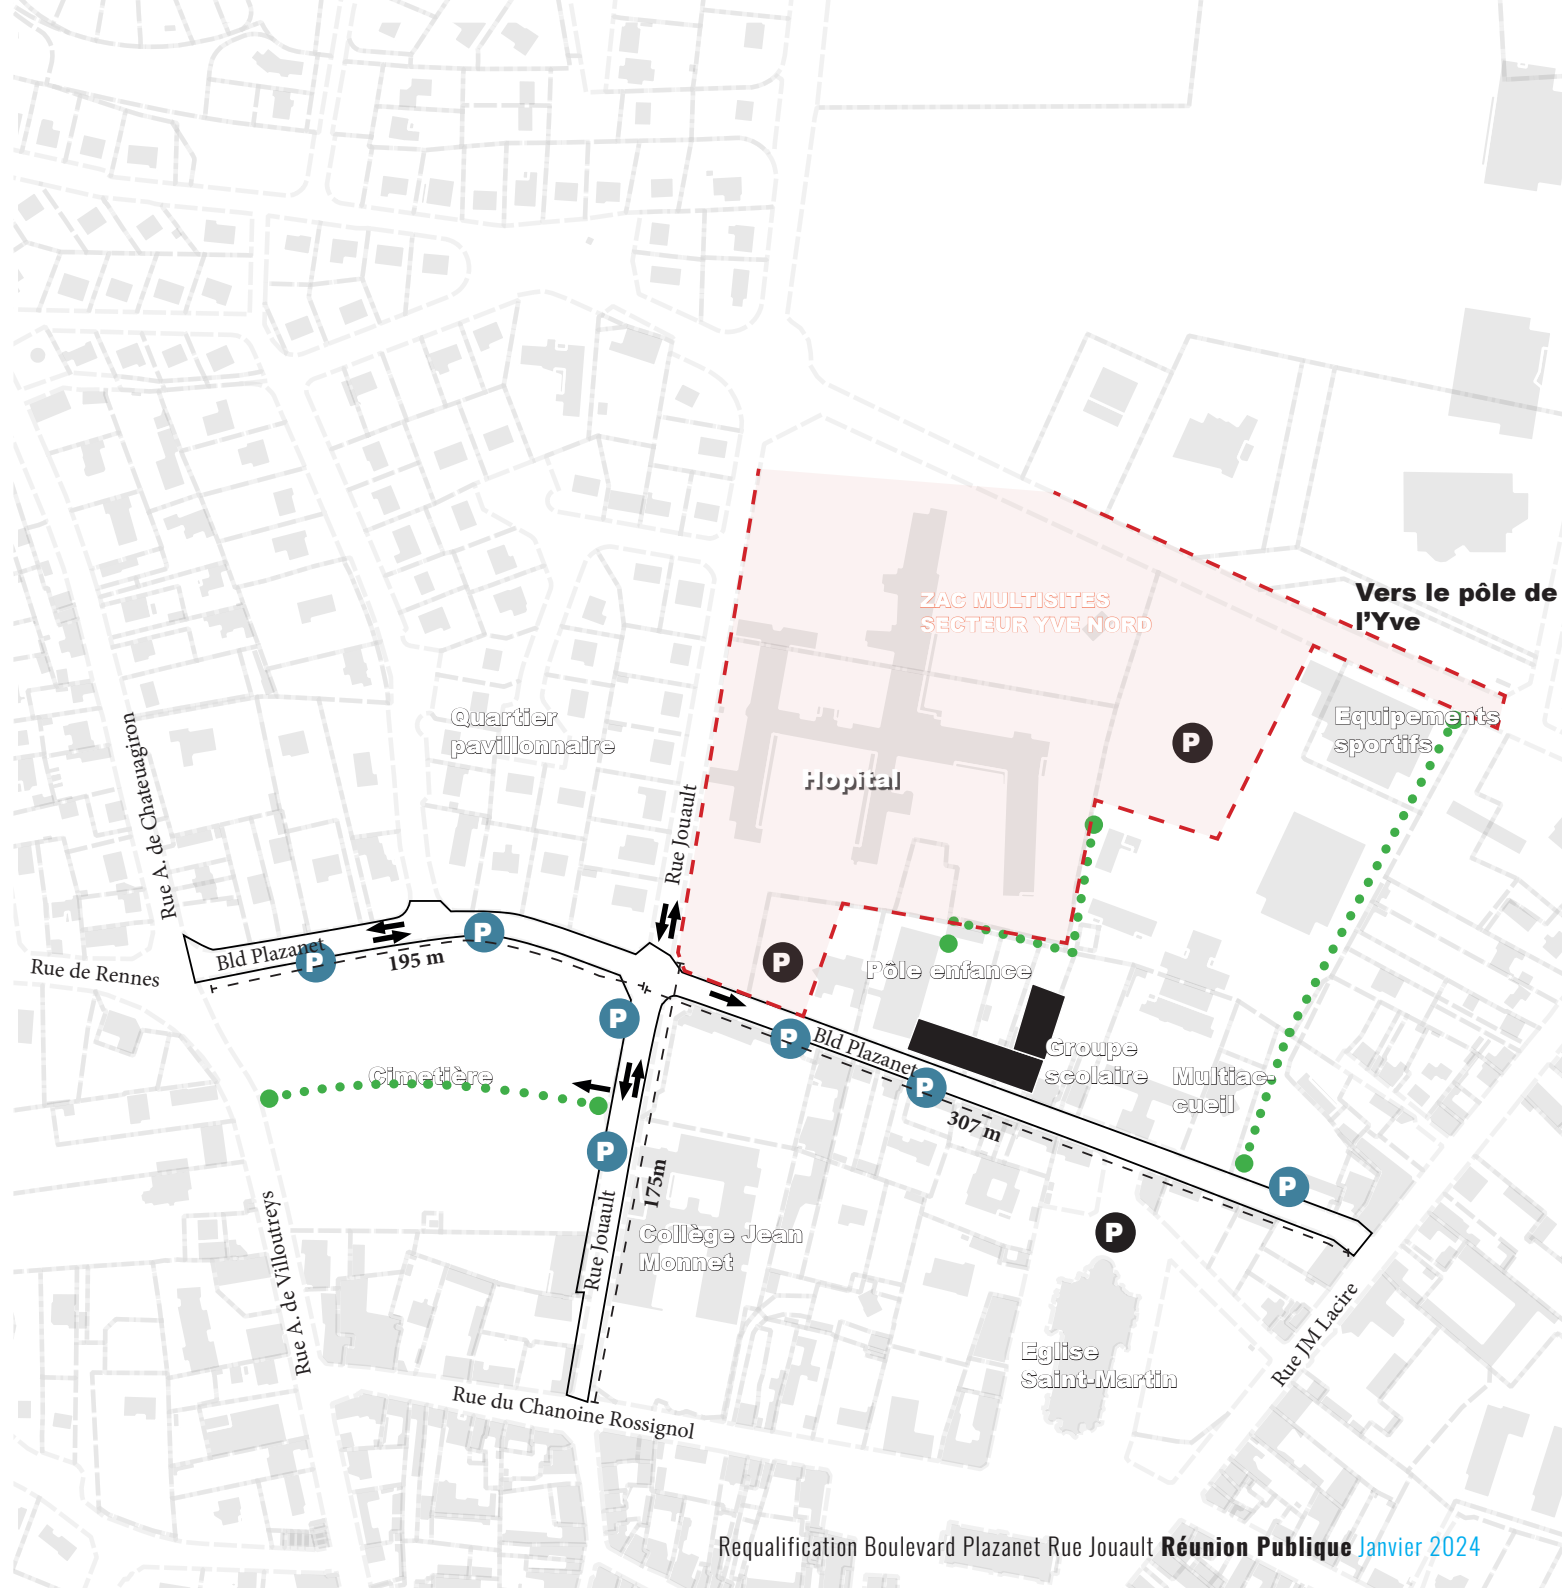 ZAC MULTISITES
SECTEUR YVE NORD
Vers le pôle de
l’Yve
Equipements
sportifs
Quartier
pavillonnaire
P
Hopital
Rue A. de Chateuagiron
Rue Jouault
P
P
P
Bld Plazanet
195 m
Rue de Rennes
Pôle enfance
P
P
Bld Plazanet
Groupe
scolaire
Cimetière
Multiac-
cueil
P
307 m
P
175m
P
P
Rue A. de Villoutreys
Rue Jouault
Collège Jean
Monnet
Eglise
Saint-Martin
Rue JM Lacire
Rue du Chanoine Rossignol
Requalification Boulevard Plazanet Rue Jouault Réunion Publique Janvier 2024